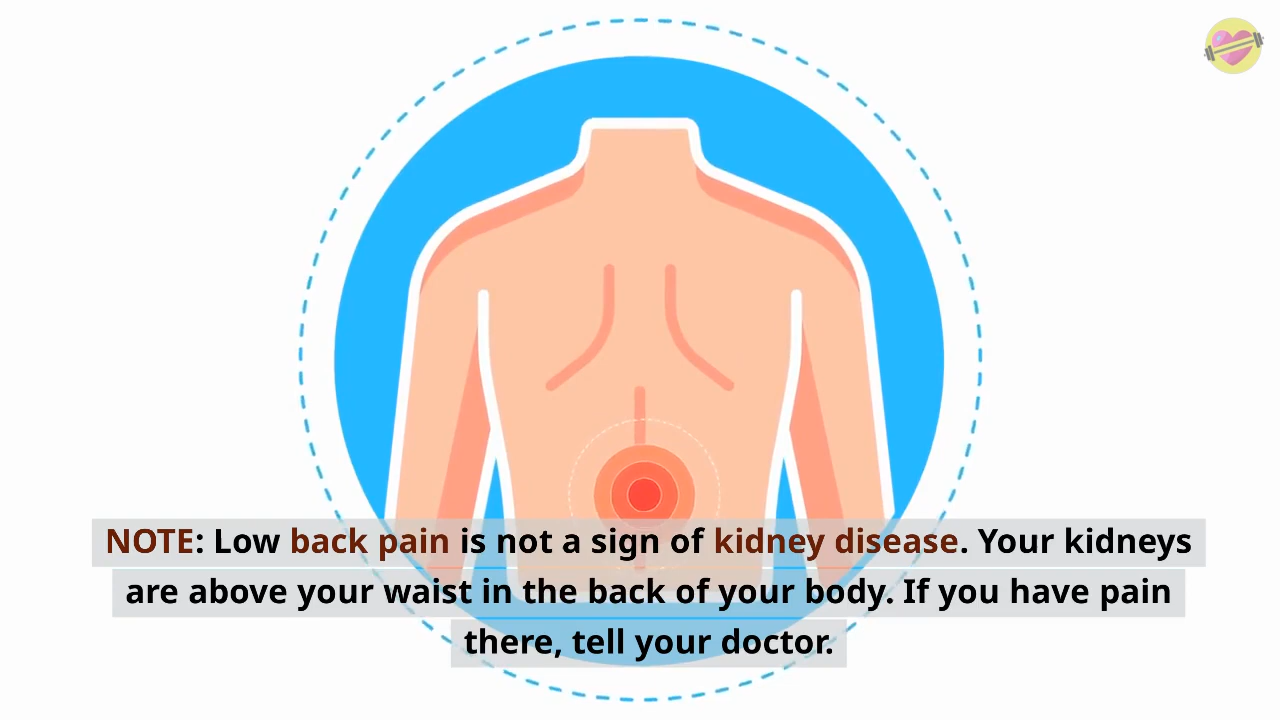 NOTE: Low back pain is not a sign of kidney disease. Your kidneys
are above your waist in the back of your body. If you have pain
there, tell your doctor.